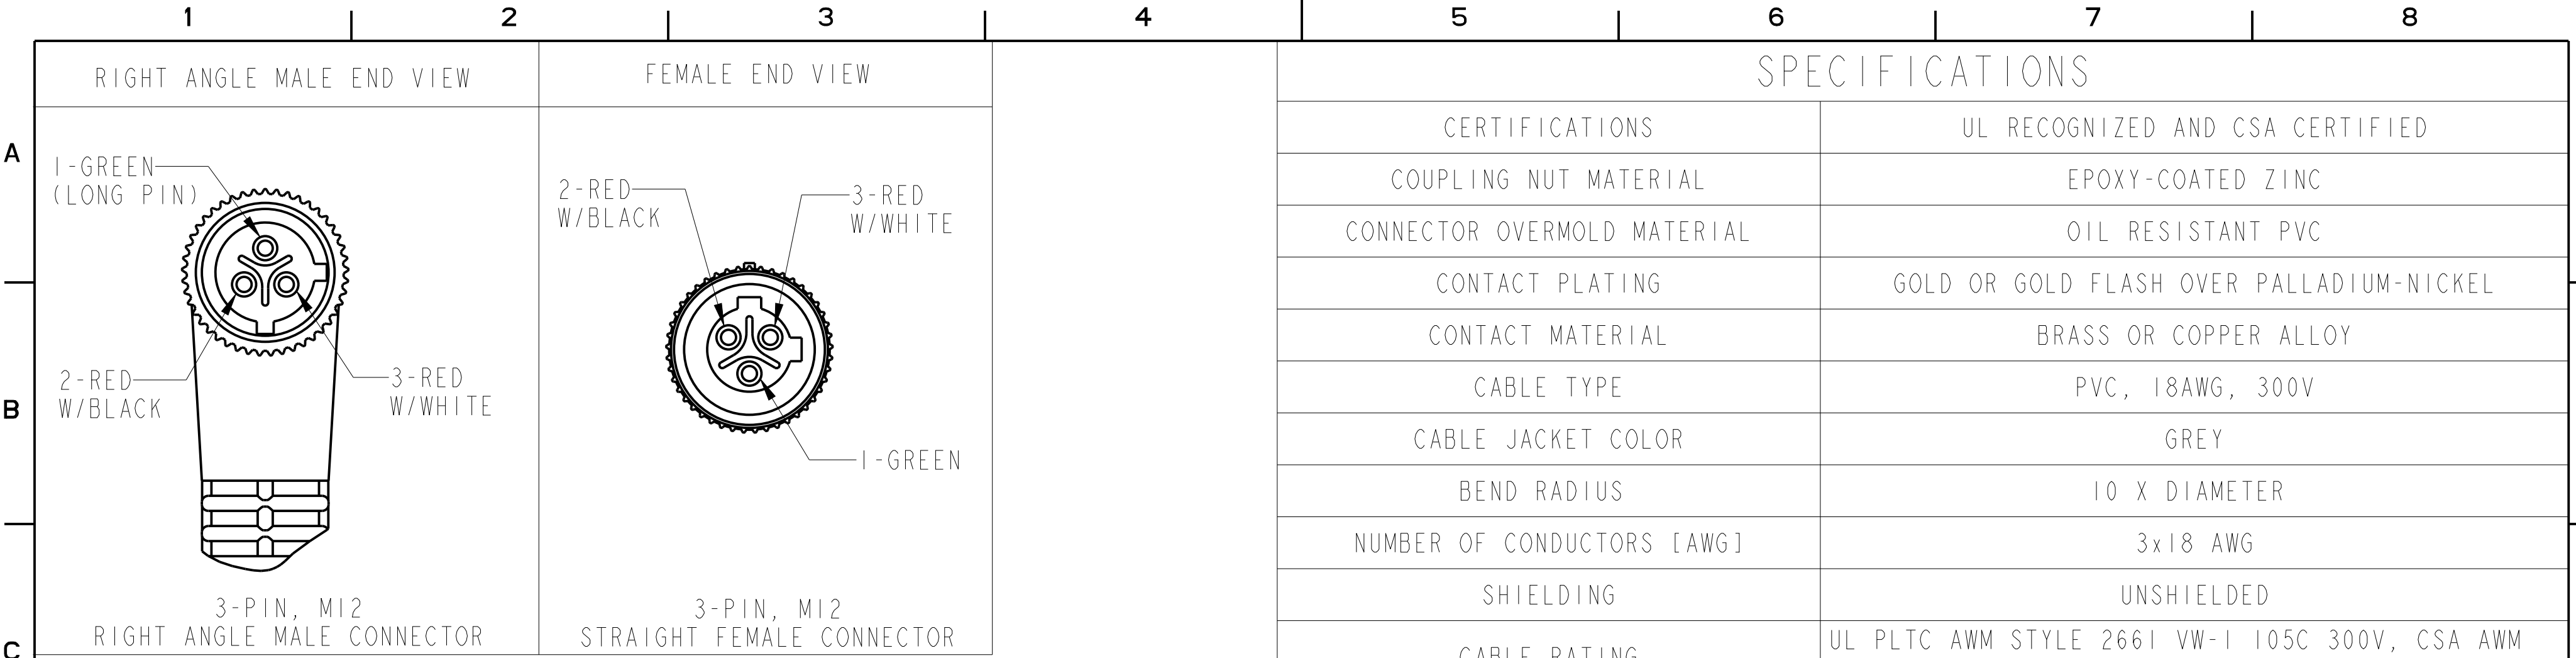 1 2 3 4 5 6 7 8
A
B
C
RIGHT ANGLE MALE END VIEW
1-GREEN
(LONG PIN)
2-RED
W/BLACK
3-RED
W/WHITE
3-PIN, M12
RIGHT ANGLE MALE CONNECTOR
FEMALE END VIEW
2-RED
W/BLACK
3-RED
W/WHITE
1-GREEN
3-PIN, M12
STRAIGHT FEMALE CONNECTOR
SPECIFICATIONS
CERTIFICATIONS UL RECOGNIZED AND CSA CERTIFIED
COUPLING NUT MATERIAL EPOXY-COATED ZINC
CONNECTOR OVERMOLD MATERIAL OIL RESISTANT PVC
CONTACT PLATING GOLD OR GOLD FLASH OVER PALLADIUM-NICKEL
CONTACT MATERIAL BRASS OR COPPER ALLOY
CABLE TYPE PVC, 18AWG, 300V
CABLE JACKET COLOR GREY
BEND RADIUS 10 X DIAMETER
NUMBER OF CONDUCTORS [AWG] 3x18 AWG
SHIELDING UNSHIELDED
CABLE RATING UL PLTC AWM STYLE 2661 VW-1 105C 300V, CSA AWM